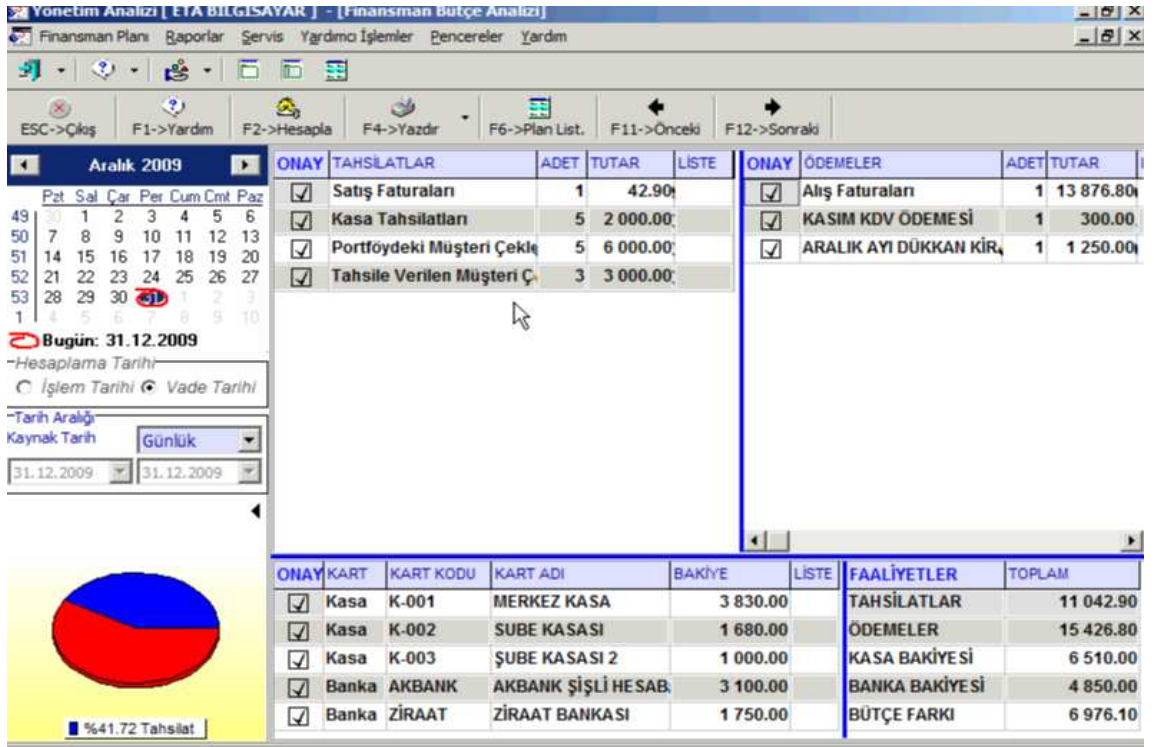 Yönetim Analizi [ ETA BİLGİSAYAR ] - [Finansman Bütçe Analizi]
Finansman Planı Raporlar Servis Yardımcı İşlemler Pencereler Yardım
ESC->Çıkış F1->Yardım F2->Hesapla F4->Yazdır F6->Plan List. F11->Önceki F12->Sonraki
Aralık 2009
Pzt Sal Çar Per Cum Cmt Paz
49 30 1 2 3 4 5 6
50 7 8 9 10 11 12 13
51 14 15 16 17 18 19 20
52 21 22 23 24 25 26 27
53 28 29 30 31 1 2 3
1 4 5 6 7 8 9 10
Bugün: 31.12.2009
Hesaplama Tarihi
İşlem Tarihi Vade Tarihi
Tarih Aralığı
Kaynak Tarih Günlük
31.12.2009 31.12.2009
%41.72 Tahsilat
ONAY TAHSİLATLAR ADET TUTAR LİSTE
Satış Faturaları 1 42.90
Kasa Tahsilatları 5 2 000.00
Portföydeki Müşteri Çekle 5 6 000.00
Tahsile Verilen Müşteri Ç 3 3 000.00
ONAY ÖDEMELER ADET TUTAR
Alış Faturaları 1 13 876.80
KASIM KDV ÖDEMESİ 1 300.00
ARALIK AYI DÜKKAN KİR 1 1 250.00
ONAY KART KART KODU KART ADI BAKİYE LİSTE
Kasa K-001 MERKEZ KASA 3 830.00
Kasa K-002 SUBE KASASI 1 680.00
Kasa K-003 ŞUBE KASASI 2 1 000.00
Banka AKBANK AKBANK ŞİŞLİ HESAB 3 100.00
Banka ZİRAAT ZİRAAT BANKASI 1 750.00
FAALİYETLER TOPLAM
TAHSİLATLAR 11 042.90
ÖDEMELER 15 426.80
KASA BAKİYESİ 6 510.00
BANKA BAKİYESİ 4 850.00
BÜTÇE FARKI 6 976.10